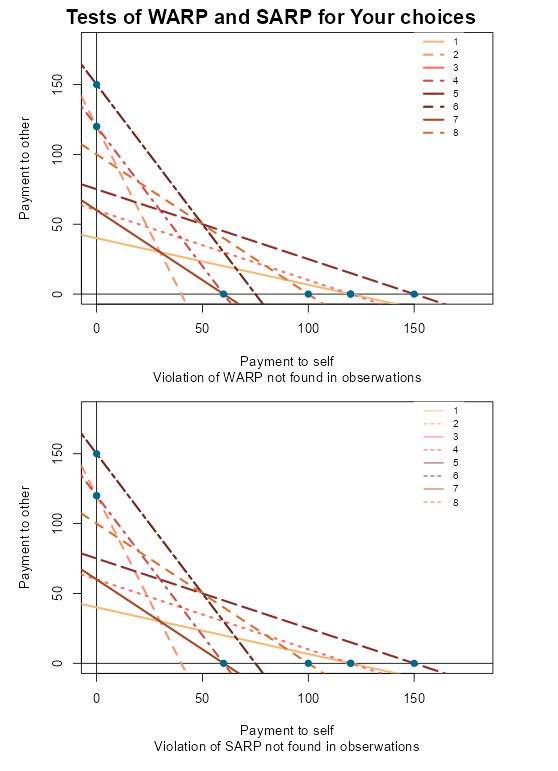 Tests of WARP and SARP for Your choices
1
2
3
4
5
6
7
8
Payment to other
150
100
50
0
0 50 100 150
Payment to self
Violation of WARP not found in obserwations
1
2
3
4
5
6
7
8
Payment to other
150
100
50
0
0 50 100 150
Payment to self
Violation of SARP not found in obserwations